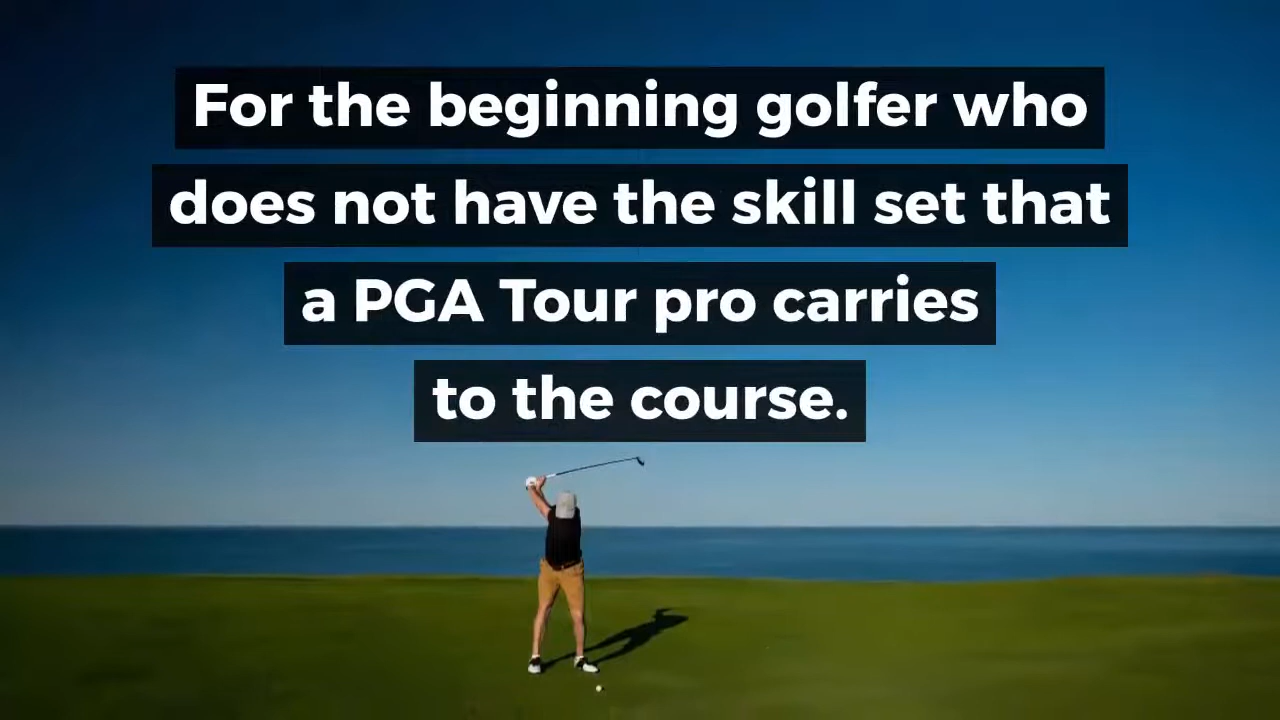 For the beginning golfer who
does not have the skill set that
a PGA Tour pro carries
to the course.